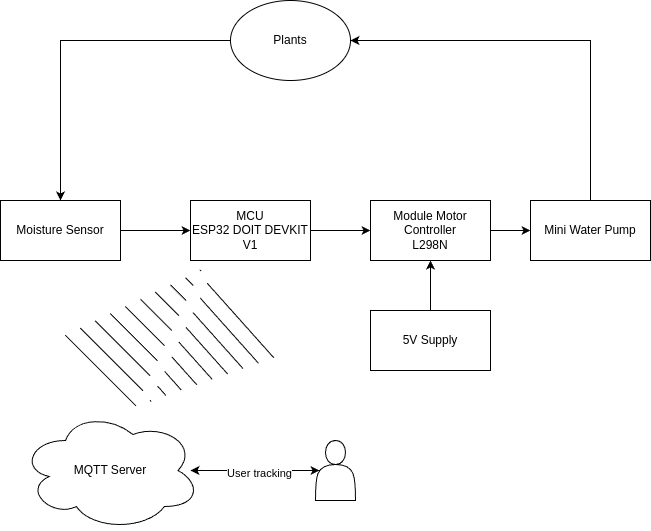 Plants
Moisture Sensor
MCU
ESP32 DOIT DEVKIT
V1
Module Motor
Controller
L298N
Mini Water Pump
5V Supply
MQTT Server
User tracking